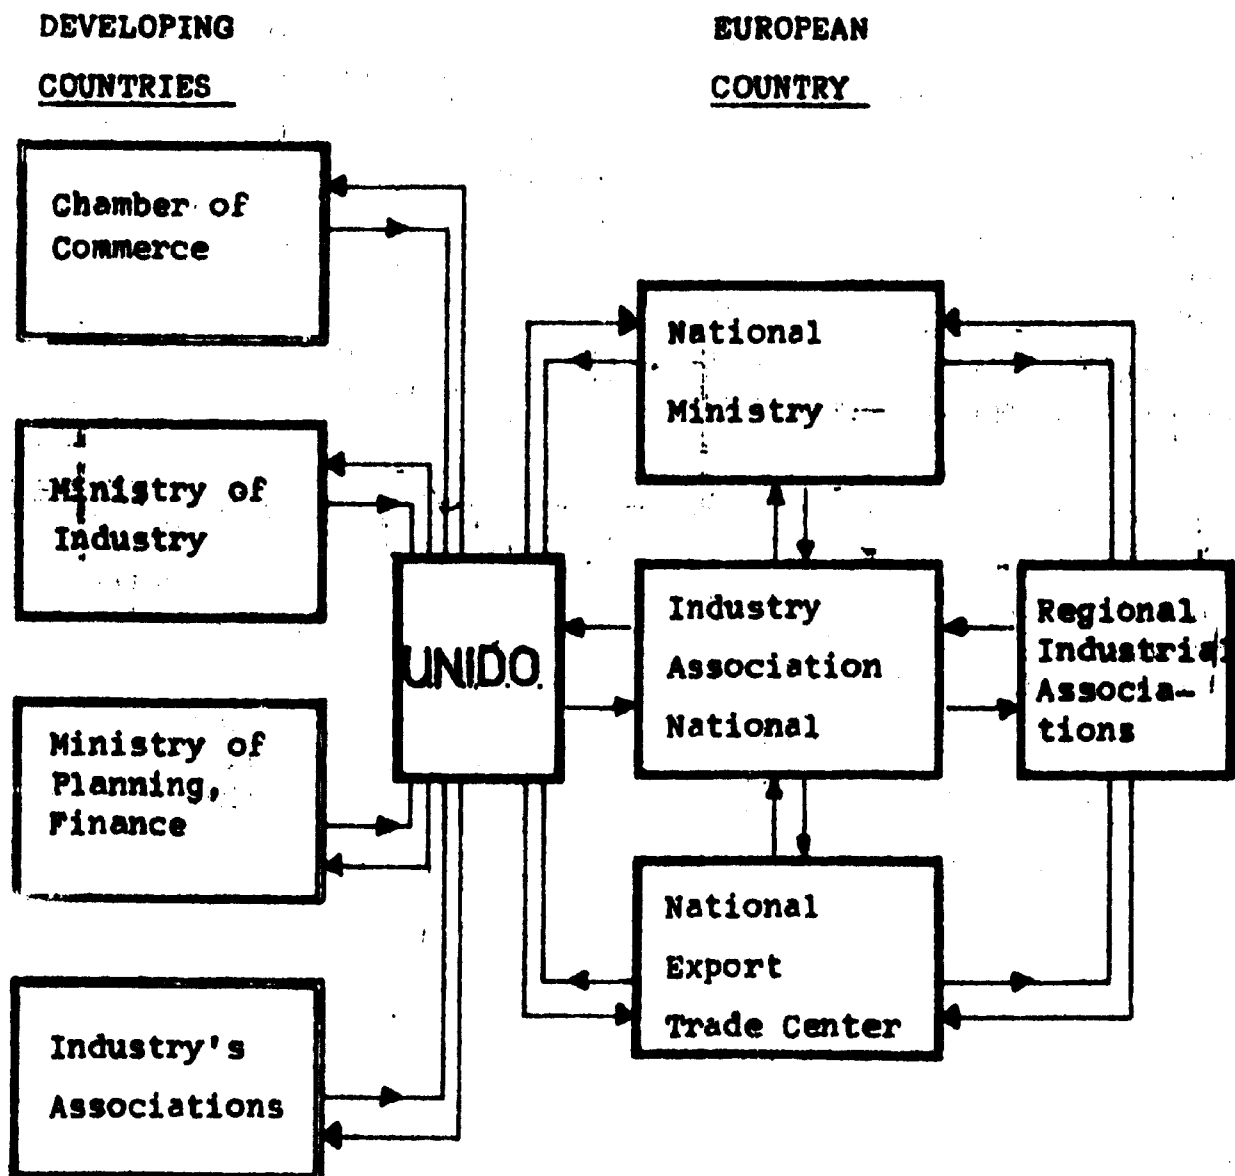 DEVELOPING
COUNTRIES
EUROPEAN
COUNTRY
Chamber of
Commerce
Ministry of
Industry
Ministry of
Planning,
Finance
Industry's
Associations
U.N.I.D.O.
National
Ministry
Industry
Association
National
National
Export
Trade Center
Regional
Industrial
Associa-
tions